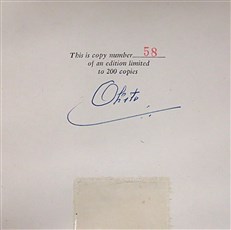 This is copy number......58......
of an edition limited
to 200 copies